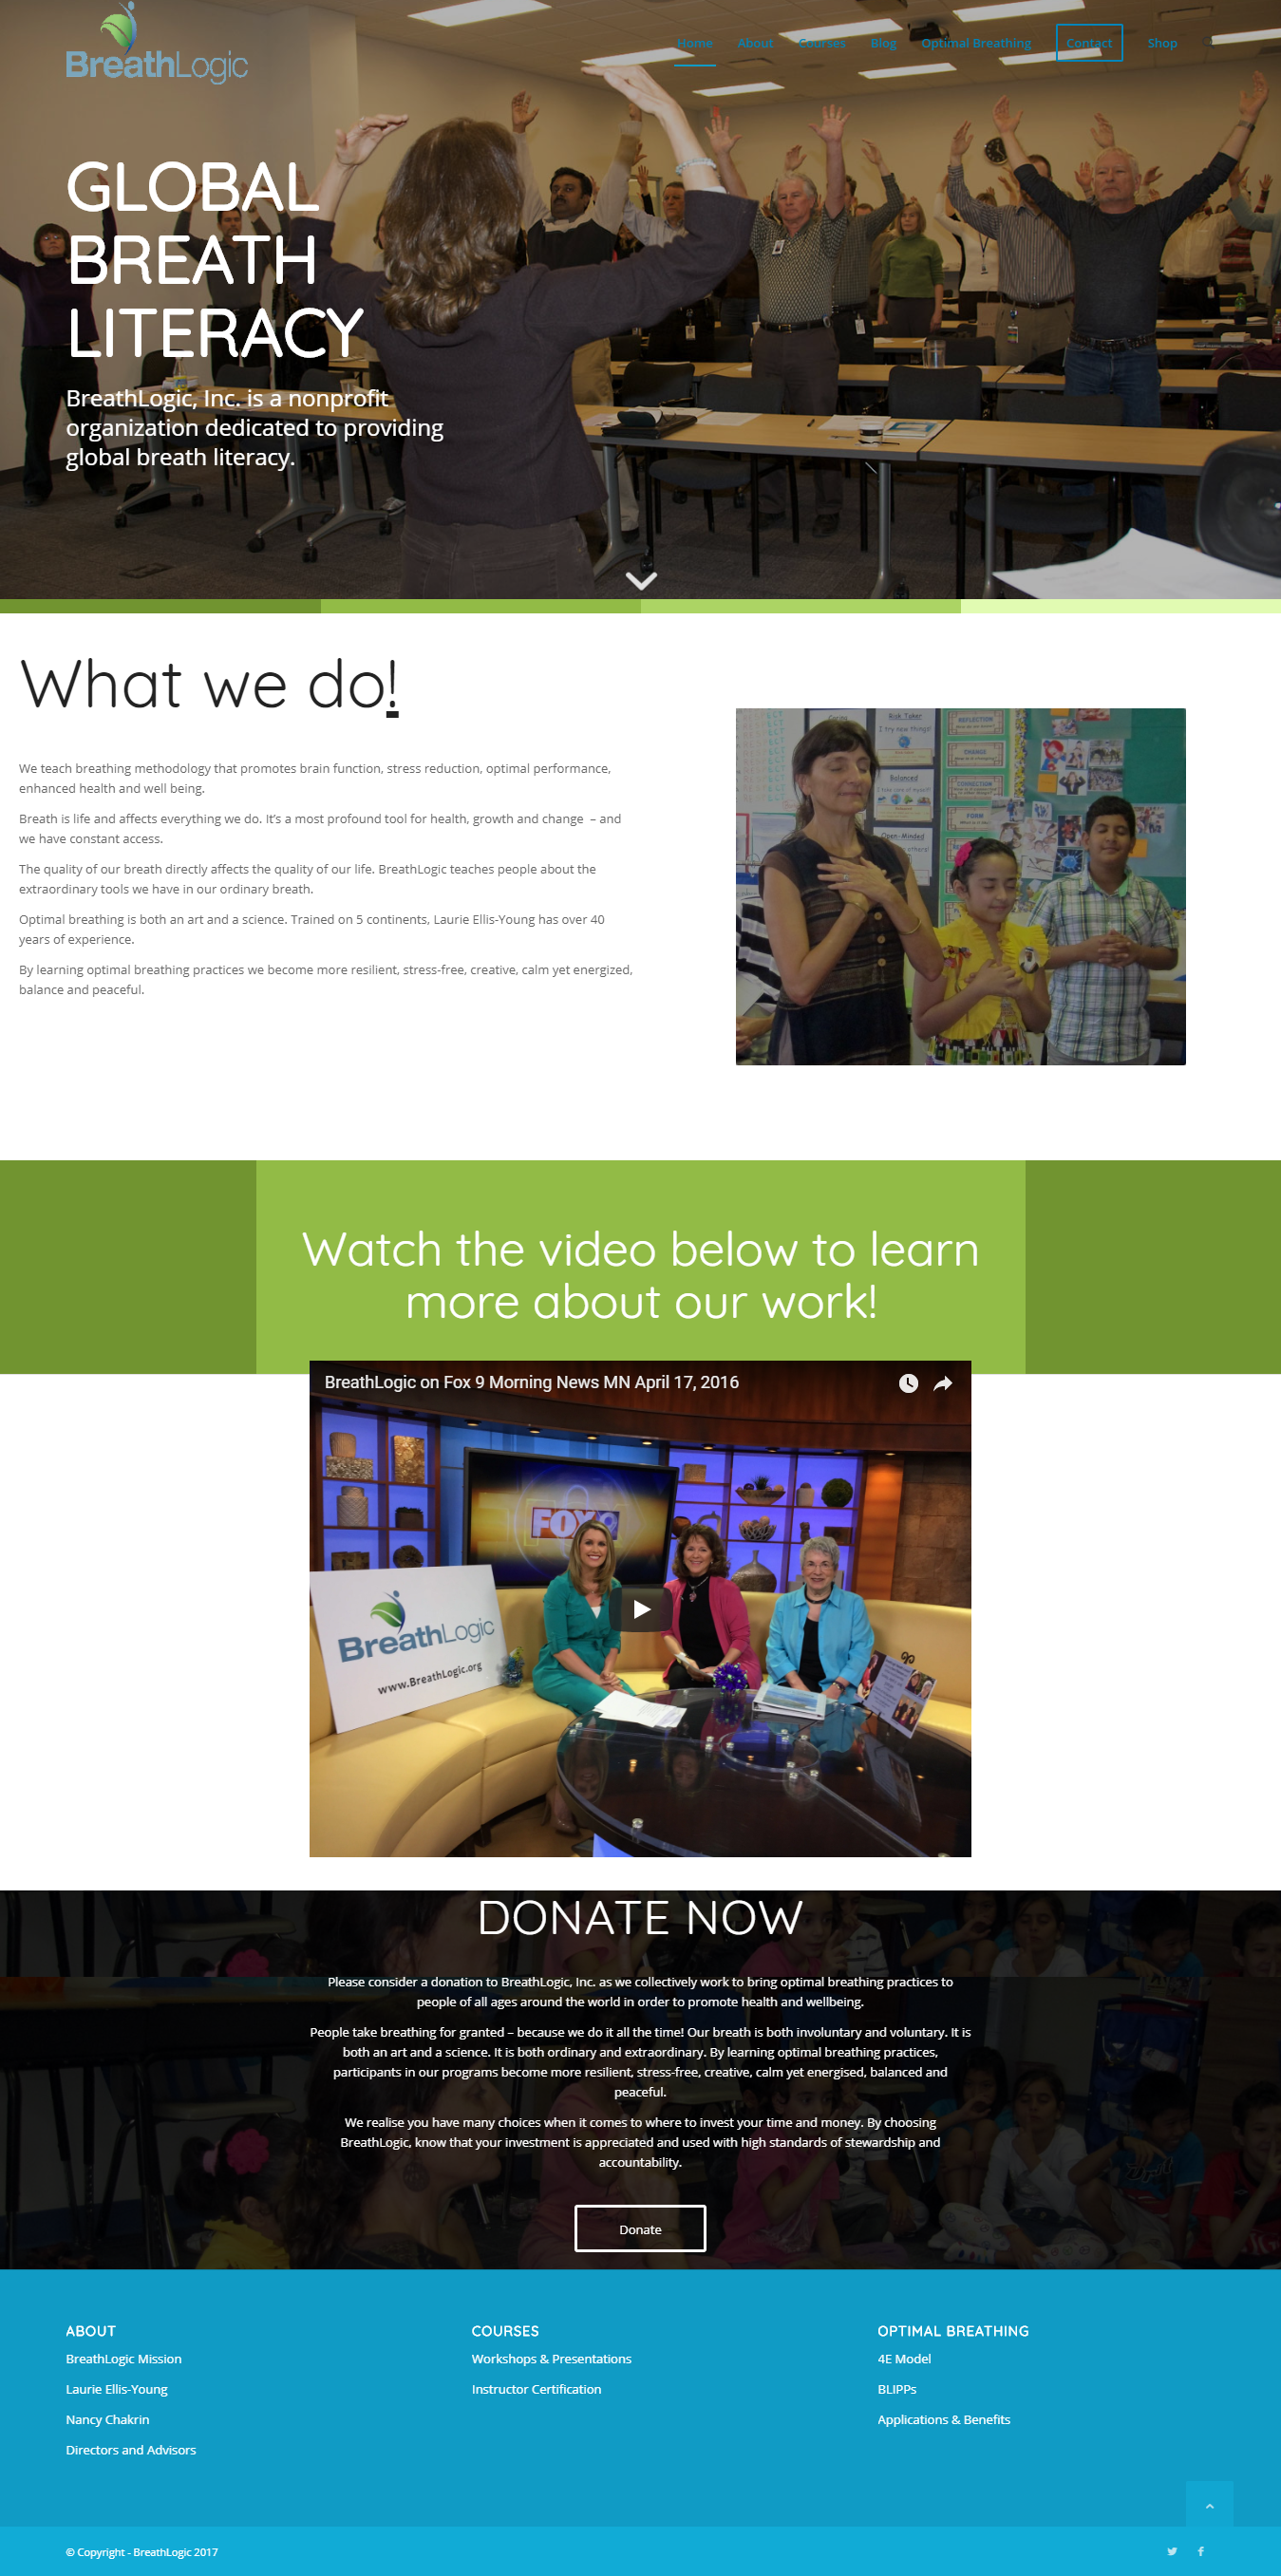 BreathLogic
Home About Courses Blog Optimal Breathing Contact Shop
GLOBAL
BREATH
LITERACY
BreathLogic, Inc. is a nonprofit
organization dedicated to providing
global breath literacy.
What we do!
We teach breathing methodology that promotes brain function, stress reduction, optimal performance,
enhanced health and well being.
Breath is life and affects everything we do. It's a most profound tool for health, growth and change – and
we have constant access.
The quality of our breath directly affects the quality of our life. BreathLogic teaches people about the
extraordinary tools we have in our ordinary breath.
Optimal breathing is both an art and a science. Trained on 5 continents, Laurie Ellis-Young has over 40
years of experience.
By learning optimal breathing practices we become more resilient, stress-free, creative, calm yet energized,
balance and peaceful.
Risk Taker
I try new things!
Balanced
Open-Minded
REFLECTION
CHANGE
CONNECTION
FORM
Watch the video below to learn
more about our work!
BreathLogic on Fox 9 Morning News MN April 17, 2016
FOX 9
BreathLogic
www.BreathLogic.org
DONATE NOW
Please consider a donation to BreathLogic, Inc. as we collectively work to bring optimal breathing practices to
people of all ages around the world in order to promote health and wellbeing.
People take breathing for granted – because we do it all the time! Our breath is both involuntary and voluntary. It is
both an art and a science. It is both ordinary and extraordinary. By learning optimal breathing practices,
participants in our programs become more resilient, stress-free, creative, calm yet energised, balanced and
peaceful.
We realise you have many choices when it comes to where to invest your time and money. By choosing
BreathLogic, know that your investment is appreciated and used with high standards of stewardship and
accountability.
Donate
ABOUT
BreathLogic Mission
Laurie Ellis-Young
Nancy Chakrin
Directors and Advisors
COURSES
Workshops & Presentations
Instructor Certification
OPTIMAL BREATHING
4E Model
BLIPPs
Applications & Benefits
© Copyright - BreathLogic 2017